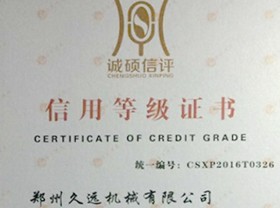 诚硕信评
CHENGSHUO XINPING
信用等级证书
CERTIFICATE OF CREDIT GRADE
统一编号：CSXP2016T0326
郑州久远机械有限公司